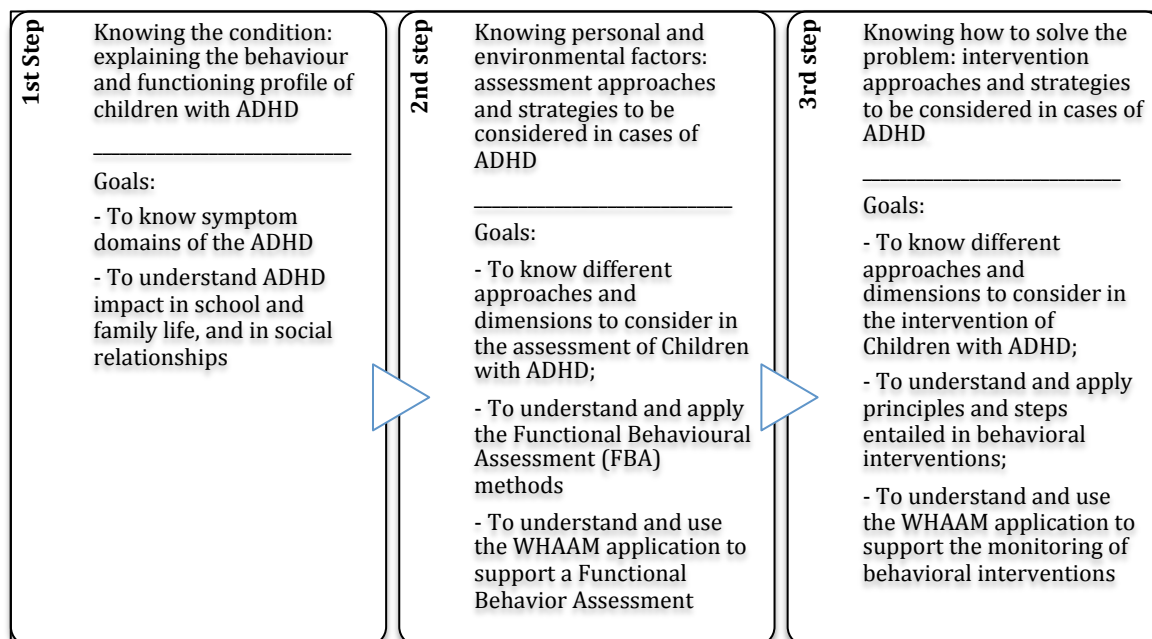 1st Step
Knowing the condition:
explaining the behaviour
and functioning profile of
children with ADHD
Goals:
- To know symptom
domains of the ADHD
- To understand ADHD
impact in school and
family life, and in social
relationships
2nd step
Knowing personal and
environmental factors:
assessment approaches
and strategies to be
considered in cases of
ADHD
Goals:
- To know different
approaches and
dimensions to consider in
the assessment of Children
with ADHD;
- To understand and apply
the Functional Behavioural
Assessment (FBA)
methods
- To understand and use
the WHAAM application to
support a Functional
Behavior Assessment
3rd step
Knowing how to solve the
problem: intervention
approaches and strategies
to be considered in cases of
ADHD
Goals:
- To know different
approaches and
dimensions to consider in
the intervention of
Children with ADHD;
- To understand and apply
principles and steps
entailed in behavioral
interventions;
- To understand and use
the WHAAM application to
support the monitoring of
behavioral interventions